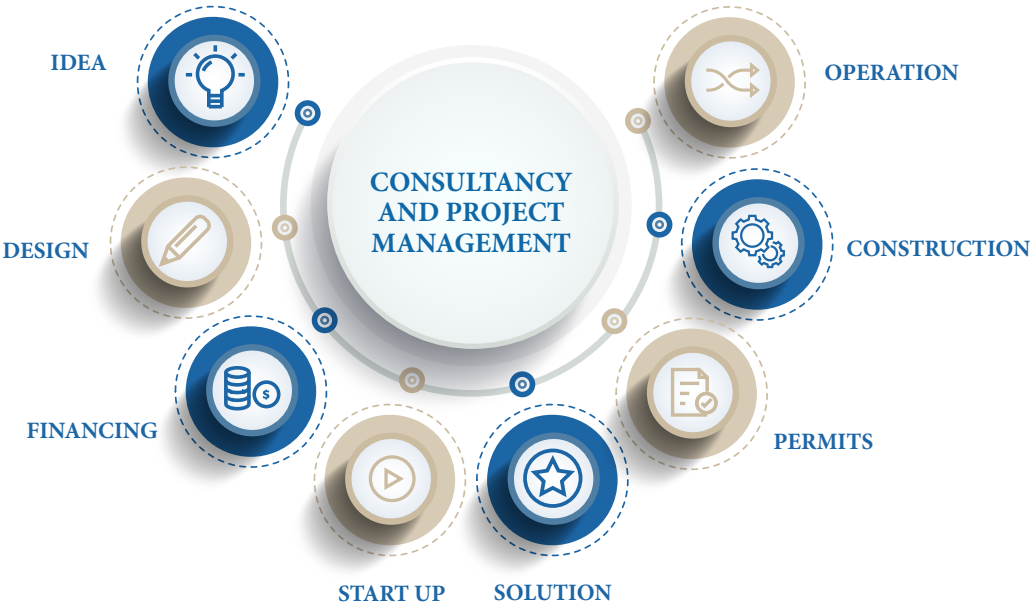 IDEA
OPERATION
CONSULTANCY
AND PROJECT
MANAGEMENT
DESIGN
CONSTRUCTION
$
FINANCING
PERMITS
START UP
SOLUTION